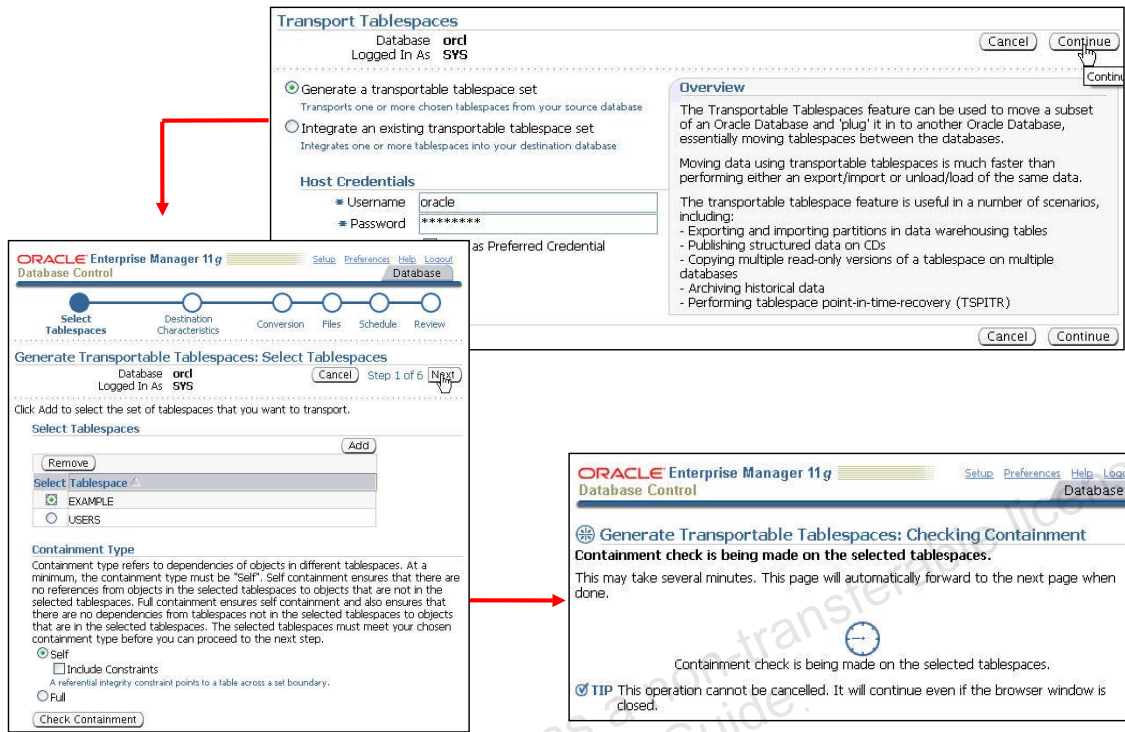 Transport Tablespaces
Database orcl
Logged In As SYS
Cancel Continue
Generate a transportable tablespace set
Transports one or more chosen tablespaces from your source database
Integrate an existing transportable tablespace set
Integrates one or more tablespaces into your destination database
Host Credentials
* Username oracle
* Password ********
as Preferred Credential
Overview
The Transportable Tablespaces feature can be used to move a subset
of an Oracle Database and 'plug' it in to another Oracle Database,
essentially moving tablespaces between the databases.
Moving data using transportable tablespaces is much faster than
performing either an export/import or unload/load of the same data.
The transportable tablespace feature is useful in a number of scenarios,
including:
- Exporting and importing partitions in data warehousing tables
- Publishing structured data on CDs
- Copying multiple read-only versions of a tablespace on multiple
databases
- Archiving historical data
- Performing tablespace point-in-time-recovery (TSPITR)
Cancel Continue
ORACLE Enterprise Manager 11g
Database Control
Setup Preferences Help Logout
Database
Select
Tablespaces
Destination
Characteristics
Conversion
Files
Schedule
Review
Generate Transportable Tablespaces: Select Tablespaces
Database orcl
Logged In As SYS
Cancel Step 1 of 6 Next
Click Add to select the set of tablespaces that you want to transport.
Select Tablespaces
Add
Remove
Select Tablespace
EXAMPLE
USERS
Containment Type
Containment type refers to dependencies of objects in different tablespaces. At a
minimum, the containment type must be "Self". Self containment ensures that there are
no references from objects in the selected tablespaces to objects that are not in the
selected tablespaces. Full containment ensures self containment and also ensures that
there are no dependencies from tablespaces not in the selected tablespaces to objects
that are in the selected tablespaces. The selected tablespaces must meet your chosen
containment type before you can proceed to the next step.
Self
Include Constraints
A referential integrity constraint points to a table across a set boundary.
Full
Check Containment
ORACLE Enterprise Manager 11g
Database Control
Setup Preferences Help
Database
Generate Transportable Tablespaces: Checking Containment
Containment check is being made on the selected tablespaces.
This may take several minutes. This page will automatically forward to the next page when
done.
Containment check is being made on the selected tablespaces.
TIP This operation cannot be cancelled. It will continue even if the browser window is
closed.
a non-transferable
Guide.